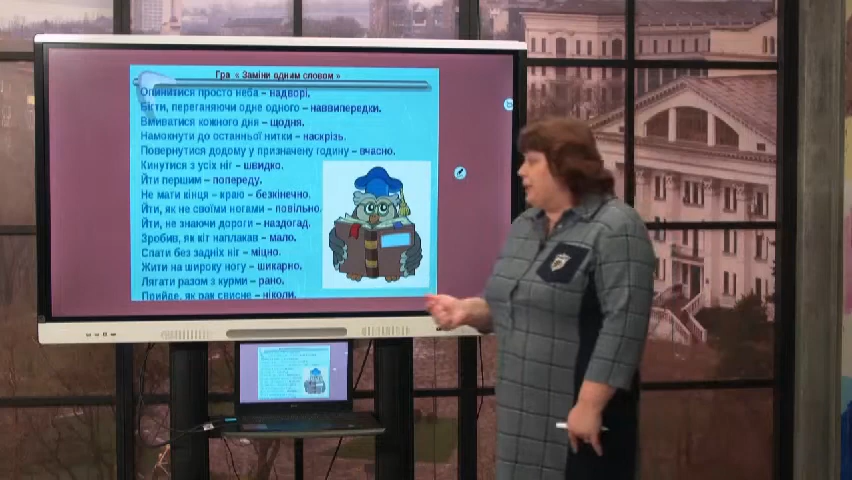 Гра « Заміни одним словом »
Опинитися просто неба – надворі.
Бігти, переганяючи одне одного – наввипередки.
Вмиватися кожного дня – щодня.
Намокнути до останньої нитки – наскрізь.
Повернутися додому у призначену годину – вчасно.
Кинутися з усіх ніг – швидко.
Йти першим – попереду.
Не мати кінця – краю – безкінечно.
Йти, як не своїми ногами – повільно.
Йти, не знаючи дороги – наздогад.
Зробив, як кіт наплакав – мало.
Спати без задніх ніг – міцно.
Жити на широку ногу – шикарно.
Лягати разом з курми – рано.
Прийде, як рак свисне – ніколи.